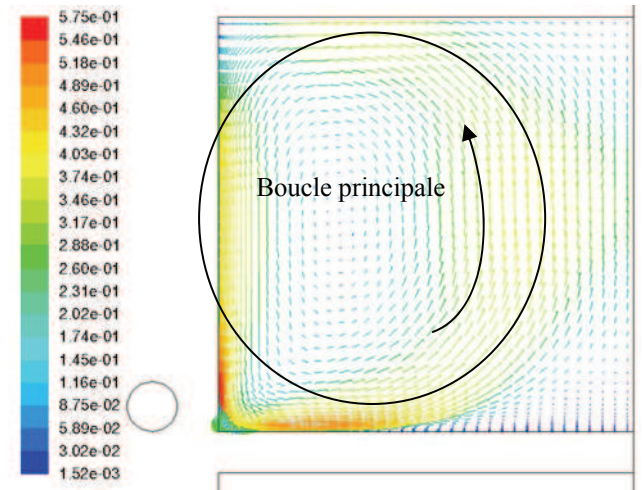 5.75e-01
5.46e-01
5.18e-01
4.89e-01
4.60e-01
4.32e-01
4.03e-01
3.74e-01
3.46e-01
3.17e-01
2.88e-01
2.60e-01
2.31e-01
2.02e-01
1.74e-01
1.45e-01
1.16e-01
8.75e-02
5.89e-02
3.02e-02
1.52e-03
Boucle principale